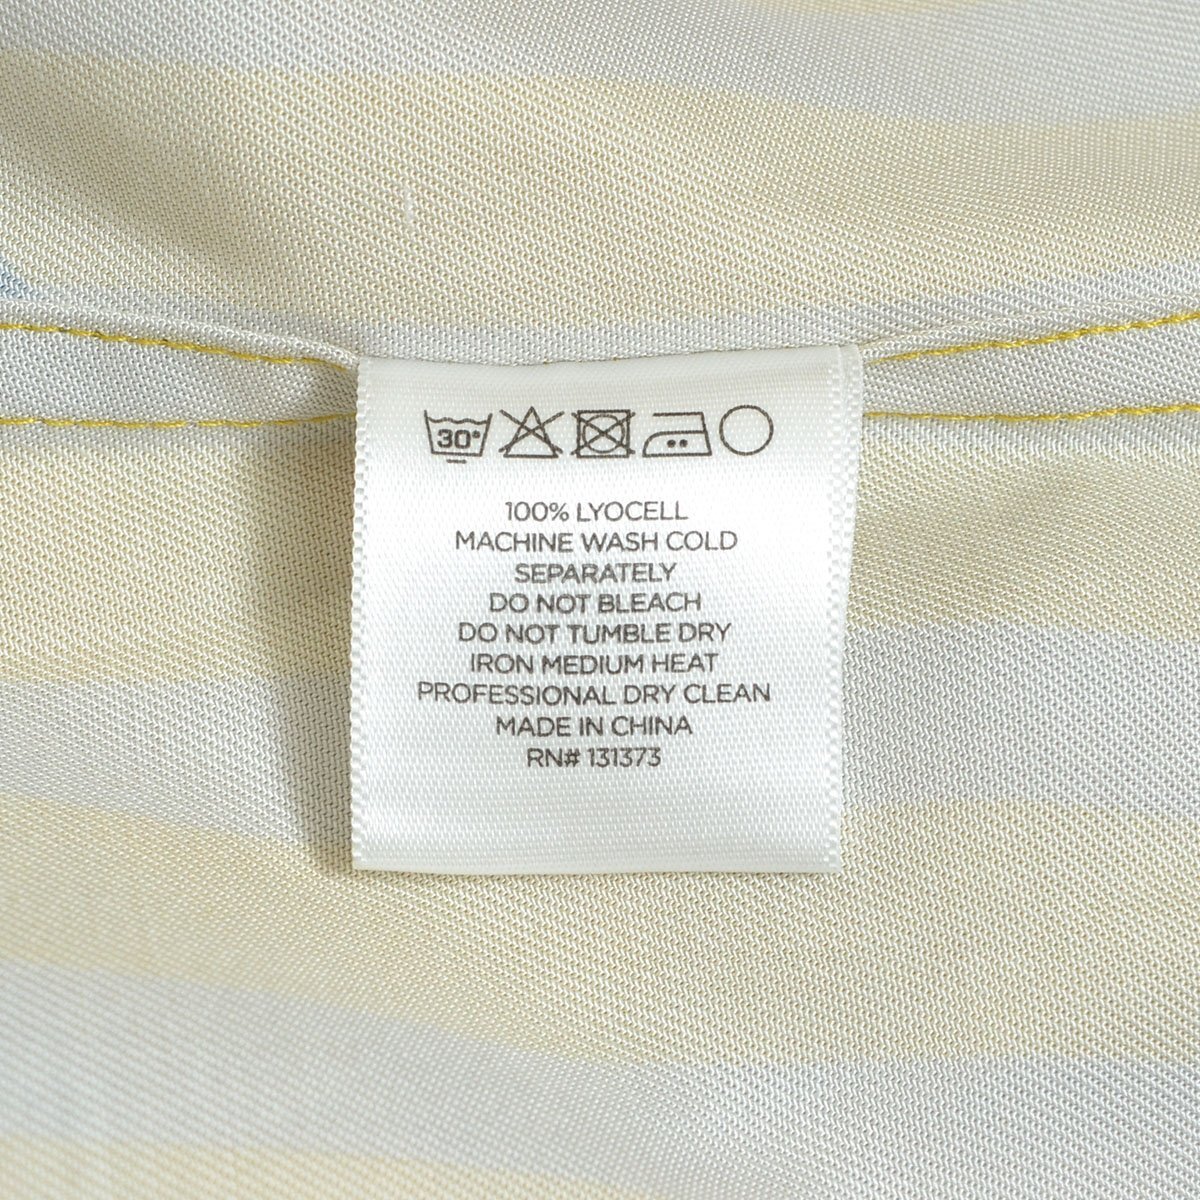 30°
100% LYOCELL
MACHINE WASH COLD
SEPARATELY
DO NOT BLEACH
DO NOT TUMBLE DRY
IRON MEDIUM HEAT
PROFESSIONAL DRY CLEAN
MADE IN CHINA
RN# 131373